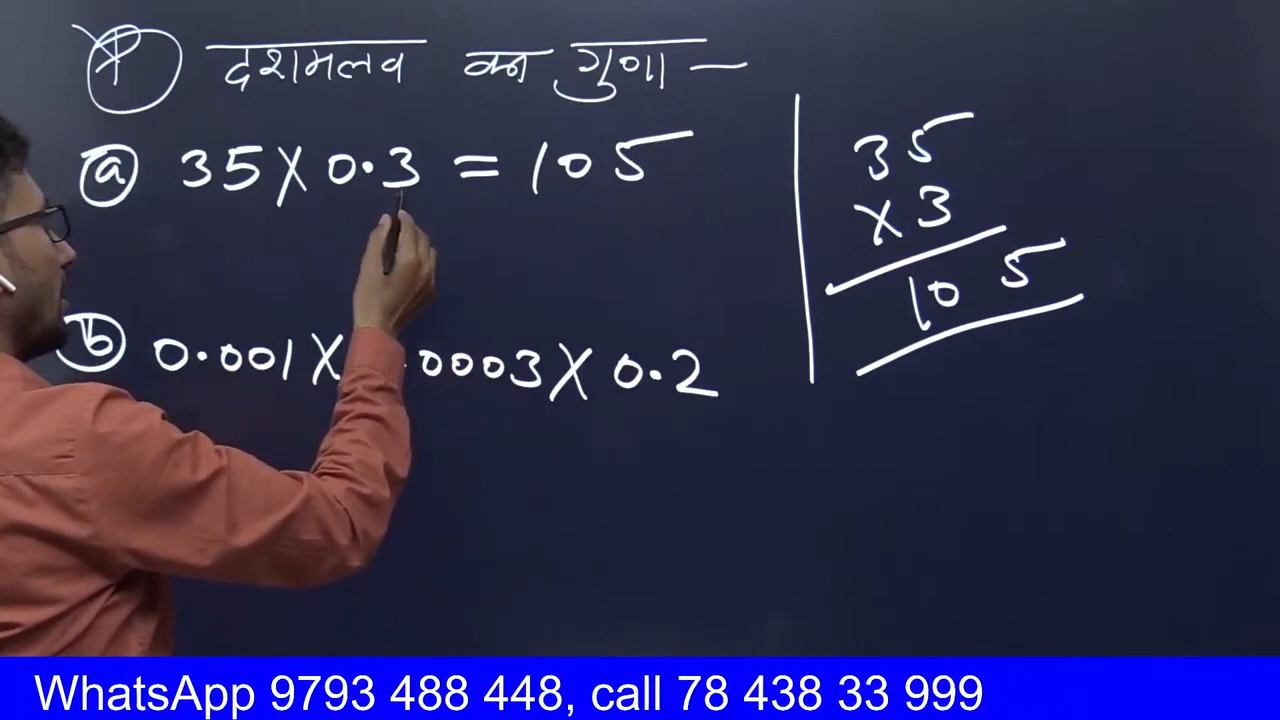 * दशमलव का गुणा —
(a) 35 X 0.3 = 105
(b) 0.001 X .0003 X 0.2
35
X 3
105
WhatsApp 9793 488 448, call 78 438 33 999